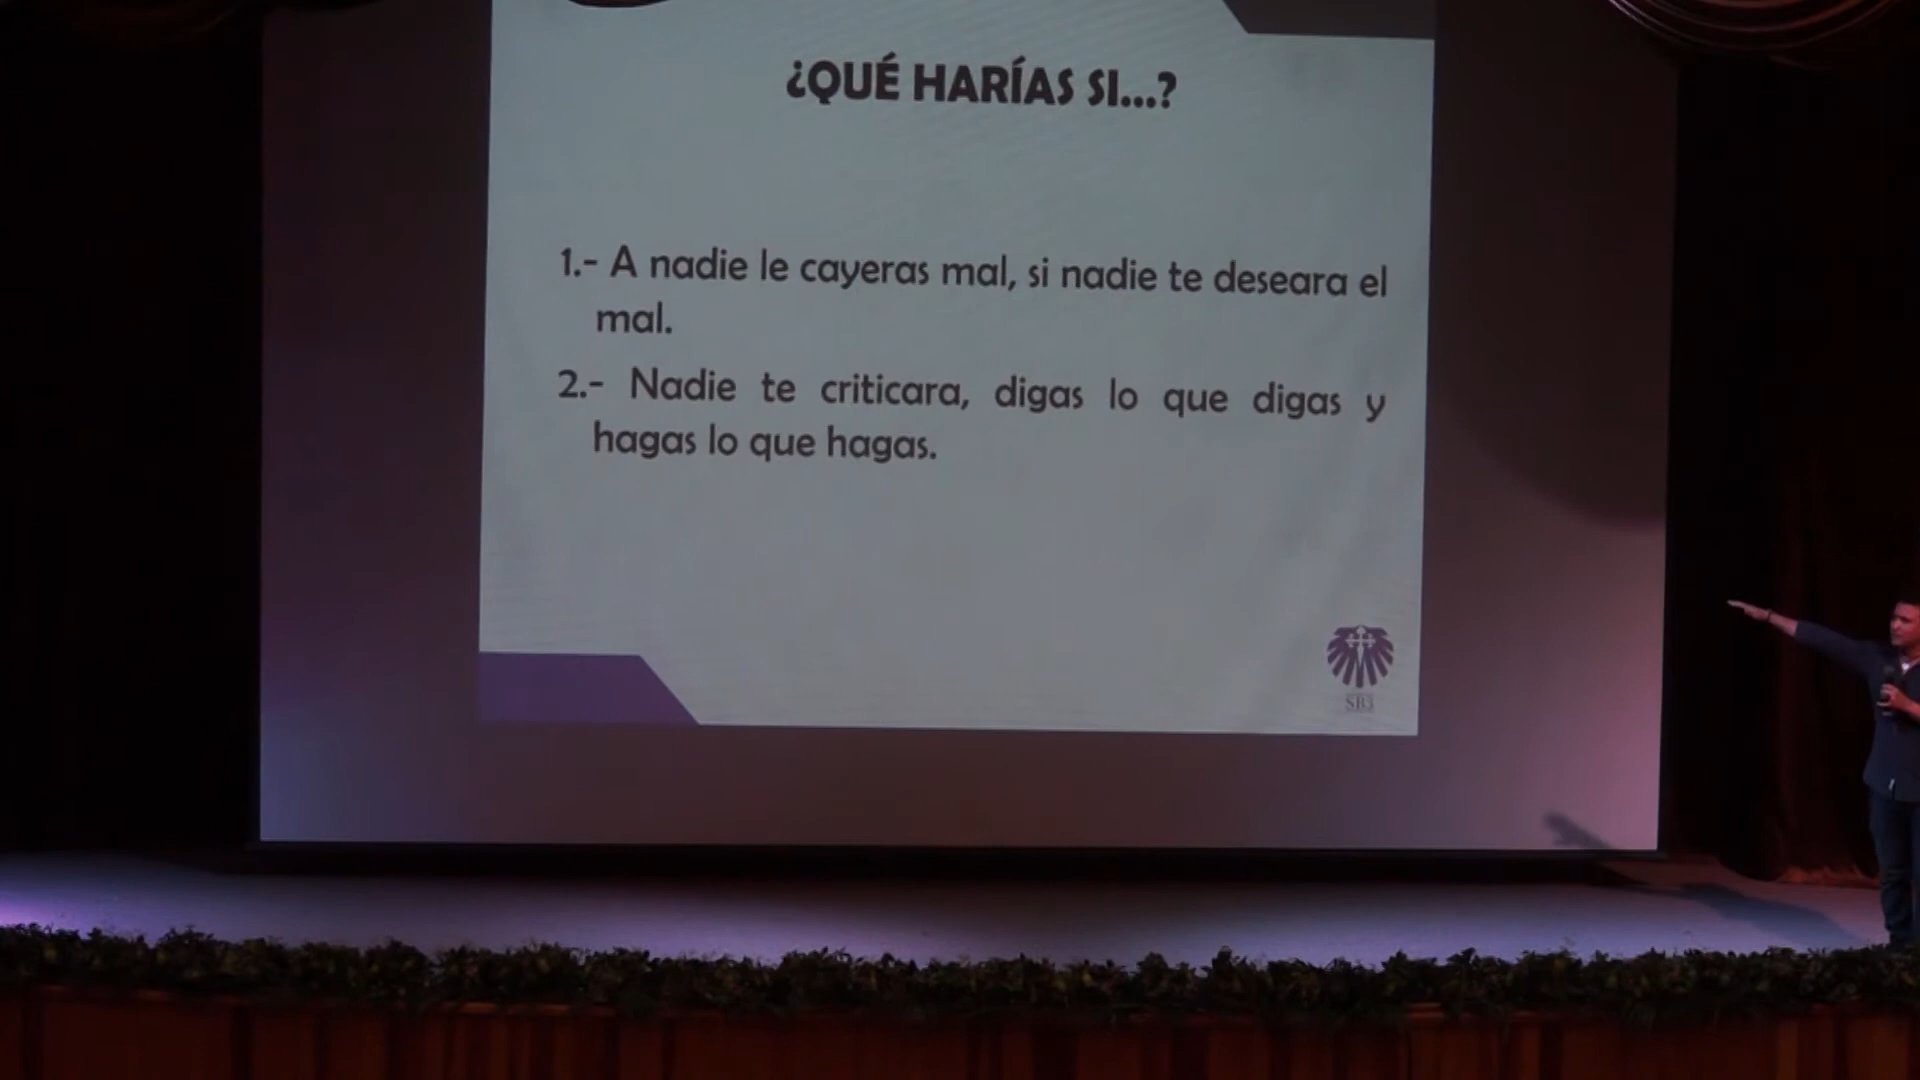 ¿QUÉ HARÍAS SI...?
1.- A nadie le cayeras mal, si nadie te deseara el
mal.
2.- Nadie te criticara, digas lo que digas y
hagas lo que hagas.
SB3